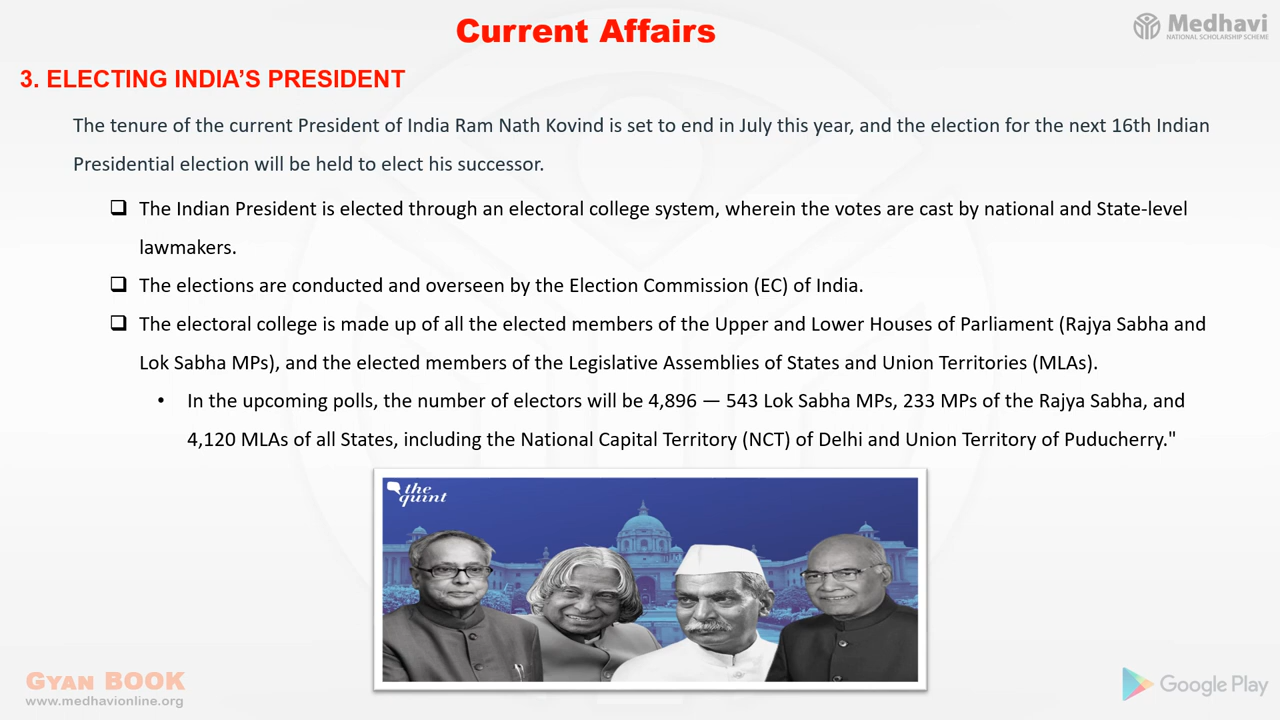 Current Affairs
Medhavi
NATIONAL SCHOLARSHIP SCHEME
3. ELECTING INDIA’S PRESIDENT
The tenure of the current President of India Ram Nath Kovind is set to end in July this year, and the election for the next 16th Indian
Presidential election will be held to elect his successor.
❑ The Indian President is elected through an electoral college system, wherein the votes are cast by national and State-level
lawmakers.
❑ The elections are conducted and overseen by the Election Commission (EC) of India.
❑ The electoral college is made up of all the elected members of the Upper and Lower Houses of Parliament (Rajya Sabha and
Lok Sabha MPs), and the elected members of the Legislative Assemblies of States and Union Territories (MLAs).
• In the upcoming polls, the number of electors will be 4,896 — 543 Lok Sabha MPs, 233 MPs of the Rajya Sabha, and
4,120 MLAs of all States, including the National Capital Territory (NCT) of Delhi and Union Territory of Puducherry."
the
quint
GYAN BOOK
www.medhavionline.org
Google Play